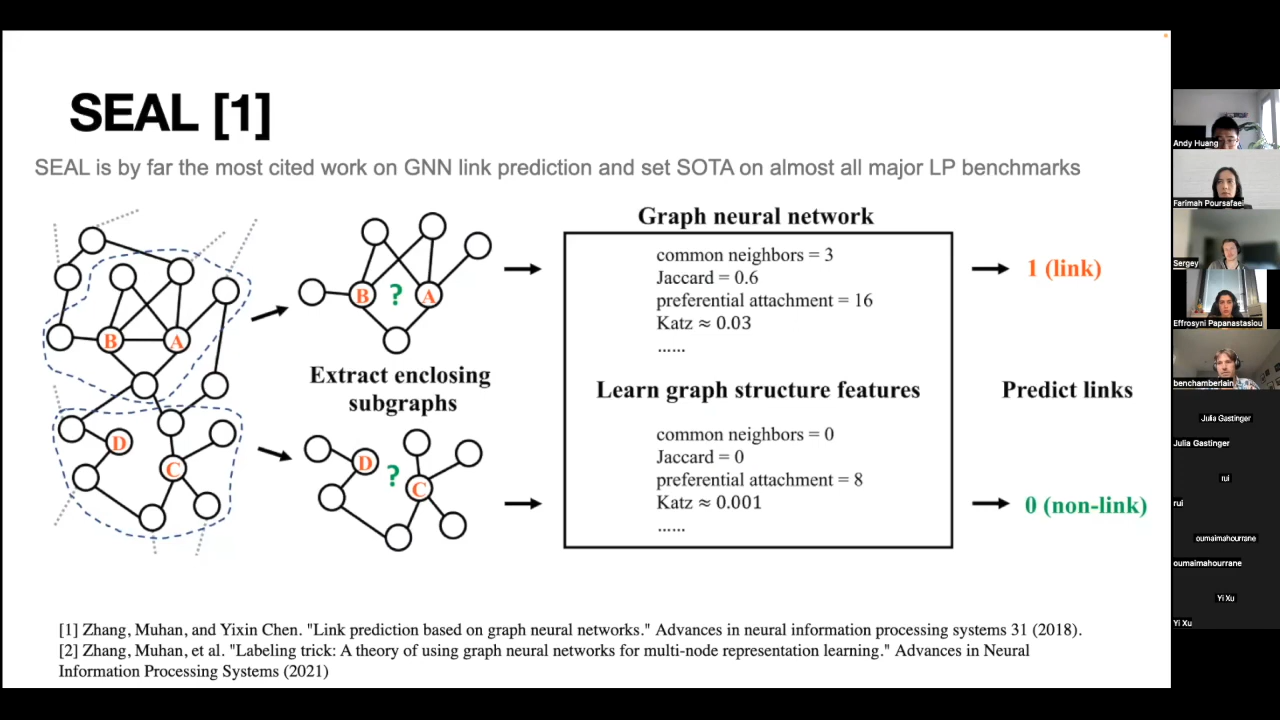 SEAL [1]
SEAL is by far the most cited work on GNN link prediction and set SOTA on almost all major LP benchmarks
B
A
D
C
B
?
A
Extract enclosing
subgraphs
D
?
C
Graph neural network
common neighbors = 3
Jaccard = 0.6
preferential attachment = 16
Katz ≈ 0.03
......
Learn graph structure features
common neighbors = 0
Jaccard = 0
preferential attachment = 8
Katz ≈ 0.001
......
1 (link)
Predict links
0 (non-link)
[1] Zhang, Muhan, and Yixin Chen. "Link prediction based on graph neural networks." Advances in neural information processing systems 31 (2018).
[2] Zhang, Muhan, et al. "Labeling trick: A theory of using graph neural networks for multi-node representation learning." Advances in Neural
Information Processing Systems (2021)
Andy Huang
Farimah Poursafaei
Sergey
Effrosyni Papanastasiou
benchamberlain
Julia Gastinger
Julia Gastinger
rui
rui
oumaimahourrane
oumaimahourrane
Yi Xu
Yi Xu